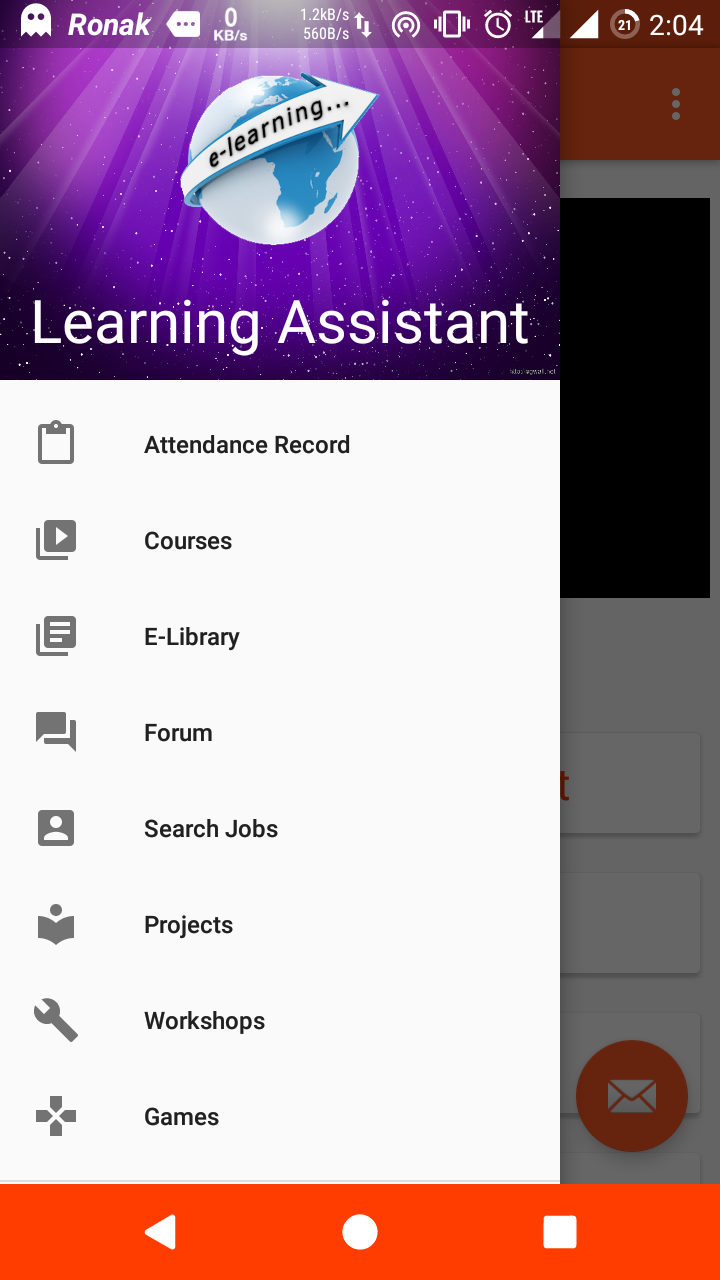 Ronak
0
KB/s
1.2kB/s
560B/s
LTE
21
2:04
e-learning...
Learning Assistant
Attendance Record
Courses
E-Library
Forum
t
Search Jobs
Projects
Workshops
Games